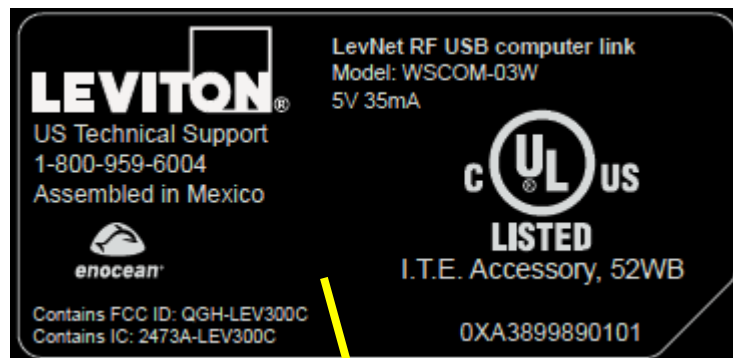 LEVITON®
US Technical Support
1-800-959-6004
Assembled in Mexico
enocean
Contains FCC ID: QGH-LEV300C
Contains IC: 2473A-LEV300C
LevNet RF USB computer link
Model: WSCOM-03W
5V 35mA
C UL® US
LISTED
I.T.E. Accessory, 52WB
0XA3899890101